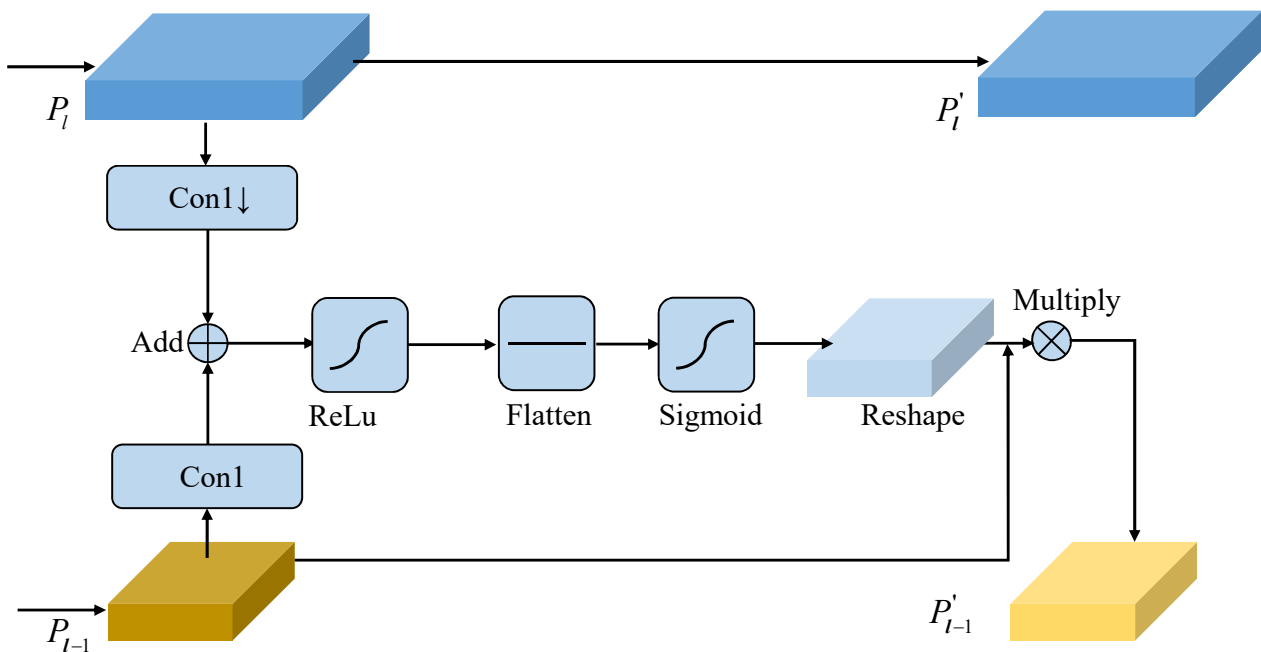 P_l
P'_l
Con1↓
Multiply
Add
ReLu
Flatten
Sigmoid
Reshape
Con1
P_{l−1}
P'_{l−1}